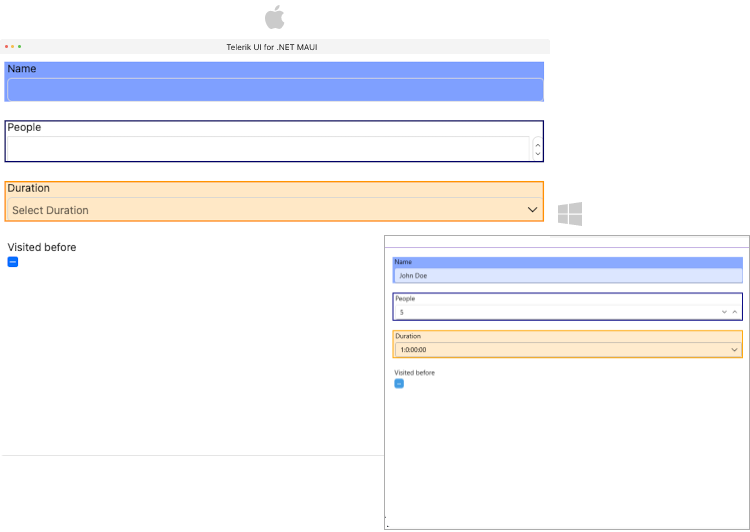 Telerik UI for .NET MAUI
Name
People
Duration
Select Duration
Visited before
Name
John Doe
People
5
Duration
1:0:00:00
Visited before